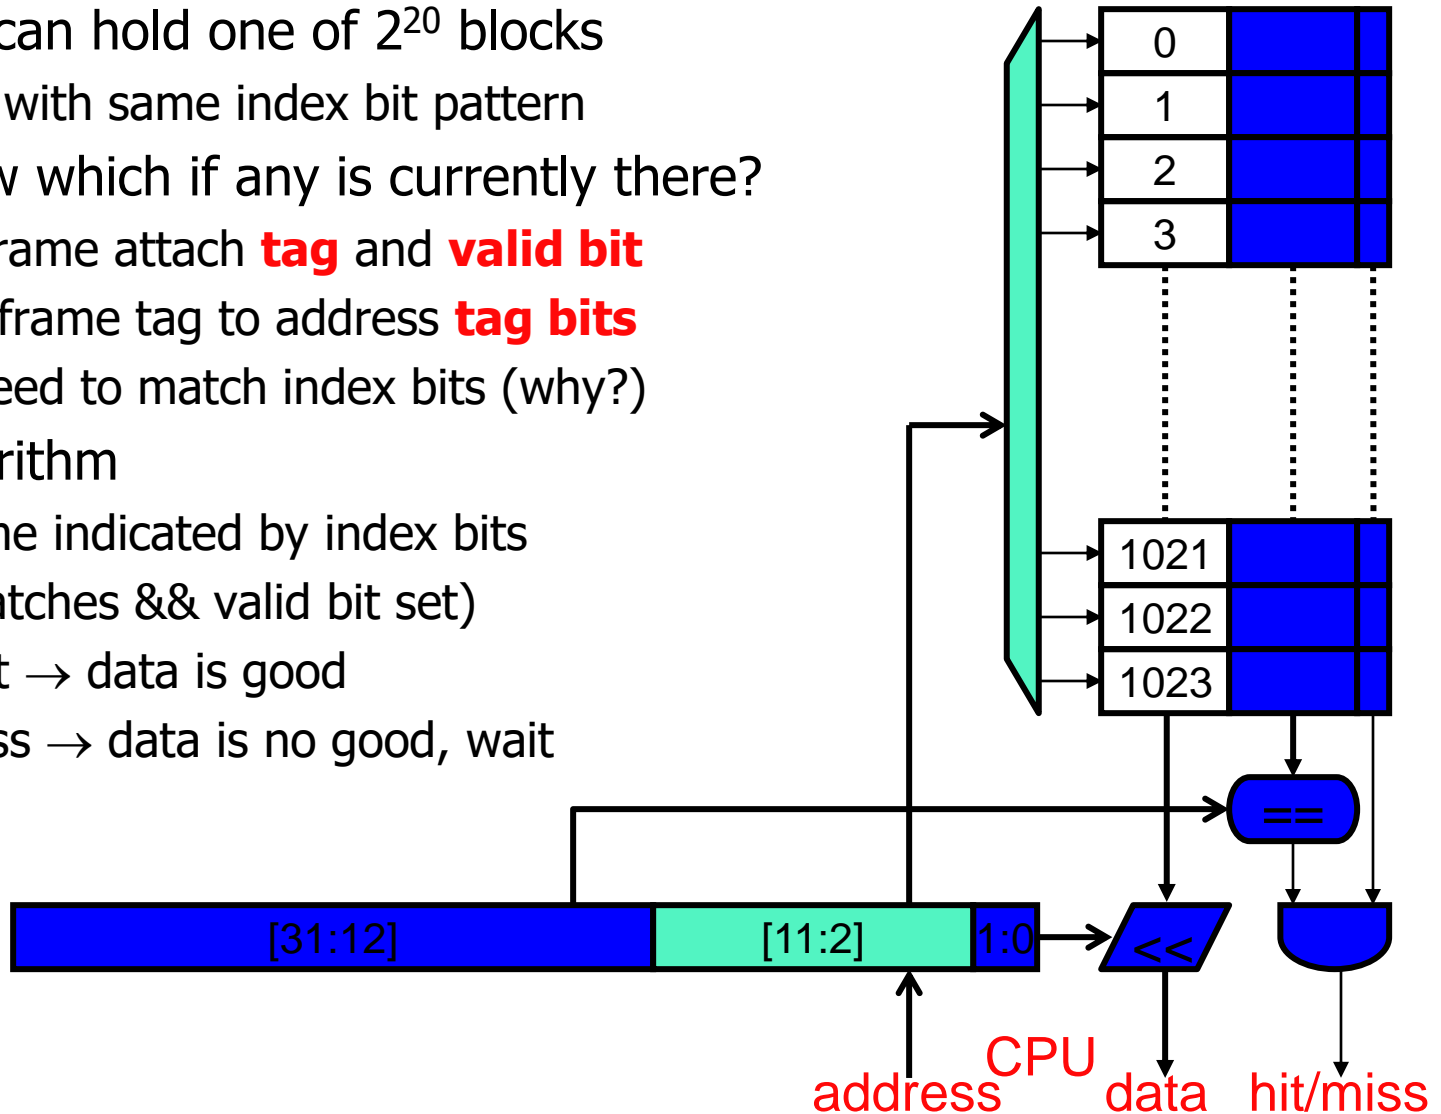 can hold one of 2²⁰ blocks
with same index bit pattern
w which if any is currently there?
rame attach tag and valid bit
frame tag to address tag bits
eed to match index bits (why?)
rithm
ne indicated by index bits
atches && valid bit set)
t → data is good
ss → data is no good, wait
0
1
2
3
1021
1022
1023
==
[31:12]
[11:2]
1:0
<<
CPU
address
data
hit/miss